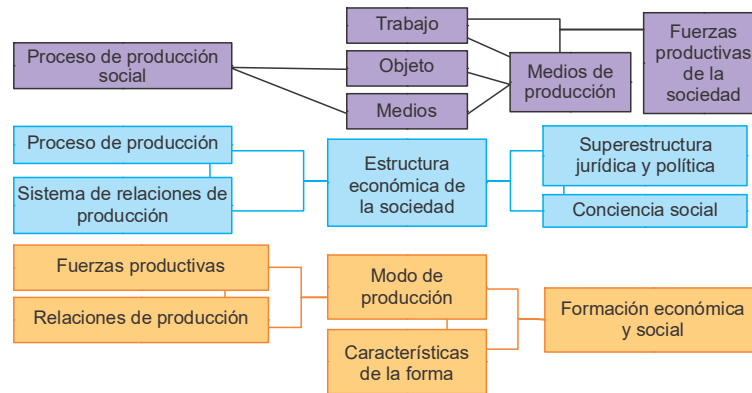 Proceso de producción
social
Trabajo
Objeto
Medios
Medios de
producción
Fuerzas
productivas
de la
sociedad
Proceso de producción
Sistema de relaciones de
producción
Estructura
económica de
la sociedad
Superestructura
jurídica y política
Conciencia social
Fuerzas productivas
Relaciones de producción
Modo de
producción
Características
de la forma
Formación económica
y social